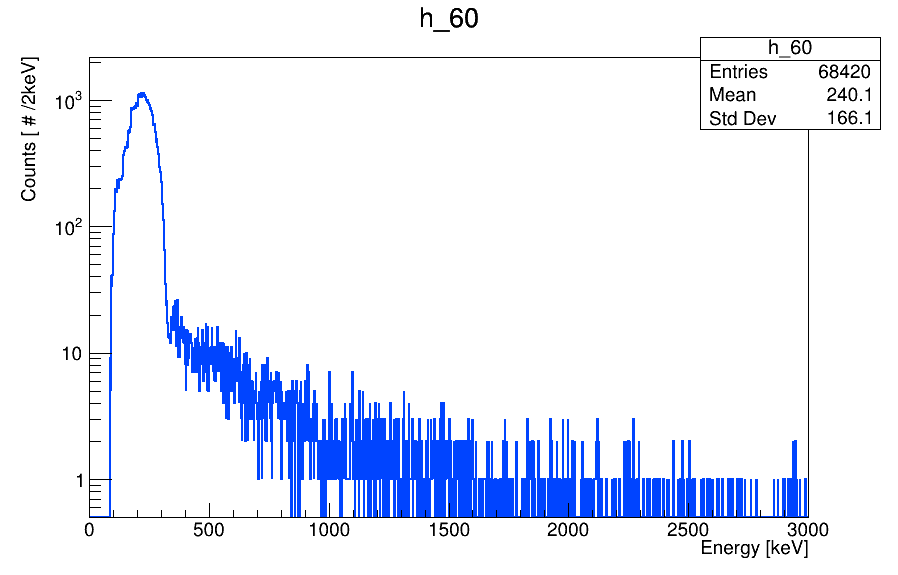 h_60
h_60
Entries 68420
Mean 240.1
Std Dev 166.1
Counts [ # /2keV]
10³
10²
10
1
0 500 1000 1500 2000 2500 3000
Energy [keV]